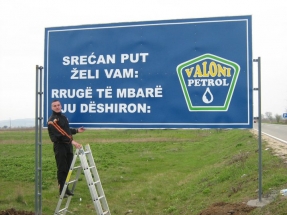 SREĆAN PUT
ŽELI VAM:
RRUGË TË MBARË
JU DËSHIRON:
VALONI
PETROL